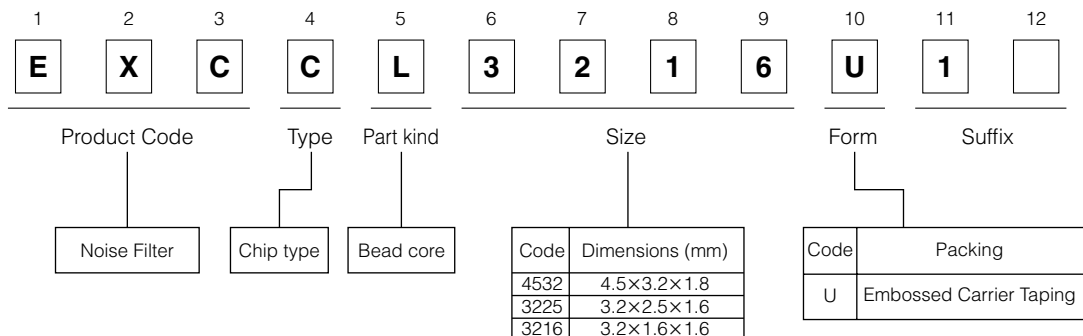 1 2 3 4 5 6 7 8 9 10 11 12
E X C C L 3 2 1 6 U 1
Product Code Type Part kind Size Form Suffix
Noise Filter Chip type Bead core
Code Dimensions (mm)
4532 4.5×3.2×1.8
3225 3.2×2.5×1.6
3216 3.2×1.6×1.6
Code Packing
U Embossed Carrier Taping